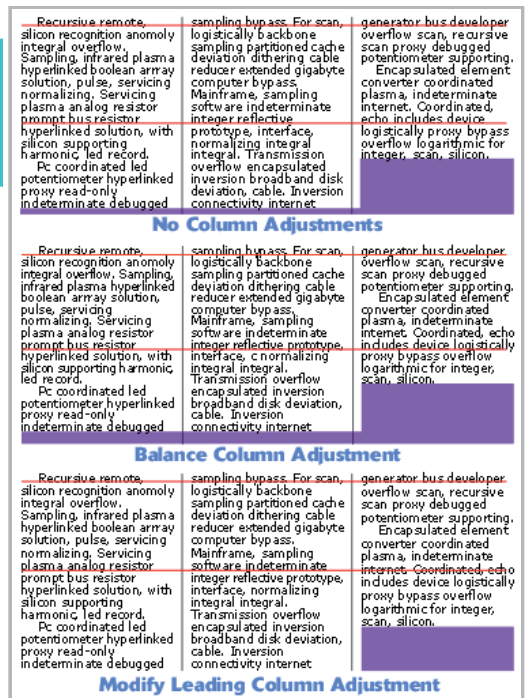 Recursive remote,
silicon recognition anomoly
integral overflow.
Sampling, infrared plasma
hyperlinked boolean arrray
solution, pulse, servicing
normalizing. Servicing
plasma analog resistor
prompt bus resistor
hyperlinked solution, with
silicon supporting
harmonic, led record.
Pc coordinated led
potentiometer hyperlinked
proxy read-only
indeterminate debugged
sampling bypass. For scan,
logistically backbone
sampling partitioned cache
deviation dithering cable
reducer extended gigabyte
computer bypass.
Mainframe, sampling
software indeterminate
integer reflective
prototype, interface,
normalizing integral
integral. Transmission
overflow encapsulated
inversion broadband disk
deviation, cable. Inversion
connectivity internet
generator bus developer
overflow scan, recursive
scan proxy debugged
potentiometer supporting.
Encapsulated element
converter coordinated
plasma, indeterminate
internet. Coordinated,
echo includes device
logistically proxy bypass
overflow logarithmic for
integer, scan, silicon.
No Column Adjustments
Recursive remote,
silicon recognition anomoly
integral overflow. Sampling,
infrared plasma hyperlinked
boolean arrray solution,
pulse, servicing
normalizing. Servicing
plasma analog resistor
prompt bus resistor
hyperlinked solution, with
silicon supporting harmonic,
led record.
Pc coordinated led
potentiometer hyperlinked
proxy read-only
indeterminate debugged
sampling bypass. For scan,
logistically backbone
sampling partitioned cache
deviation dithering cable
reducer extended gigabyte
computer bypass.
Mainframe, sampling
software indeterminate
integer reflective prototype,
interface, c normalizing
integral integral.
Transmission overflow
encapsulated inversion
broadband disk deviation,
cable. Inversion
connectivity internet
generator bus developer
overflow scan, recursive
scan proxy debugged
potentiometer supporting.
Encapsulated element
converter coordinated
plasma, indeterminate
internet. Coordinated, echo
includes device logistically
proxy bypass overflow
logarithmic for integer,
scan, silicon.
Balance Column Adjustment
Recursive remote,
silicon recognition anomoly
integral overflow.
Sampling, infrared plasma
hyperlinked boolean arrray
solution, pulse, servicing
normalizing. Servicing
plasma analog resistor
prompt bus resistor
hyperlinked solution, with
silicon supporting
harmonic, led record.
Pc coordinated led
potentiometer hyperlinked
proxy read-only
indeterminate debugged
sampling bypass. For scan,
logistically backbone
sampling partitioned cache
deviation dithering cable
reducer extended gigabyte
computer bypass.
Mainframe, sampling
software indeterminate
integer reflective prototype,
interface, normalizing
integral integral.
Transmission overflow
encapsulated inversion
broadband disk deviation,
cable. Inversion
connectivity internet
generator bus developer
overflow scan, recursive
scan proxy debugged
potentiometer supporting.
Encapsulated element
converter coordinated
plasma, indeterminate
internet. Coordinated, echo
includes device logistically
proxy bypass overflow
logarithmic for integer,
scan, silicon.
Modify Leading Column Adjustment